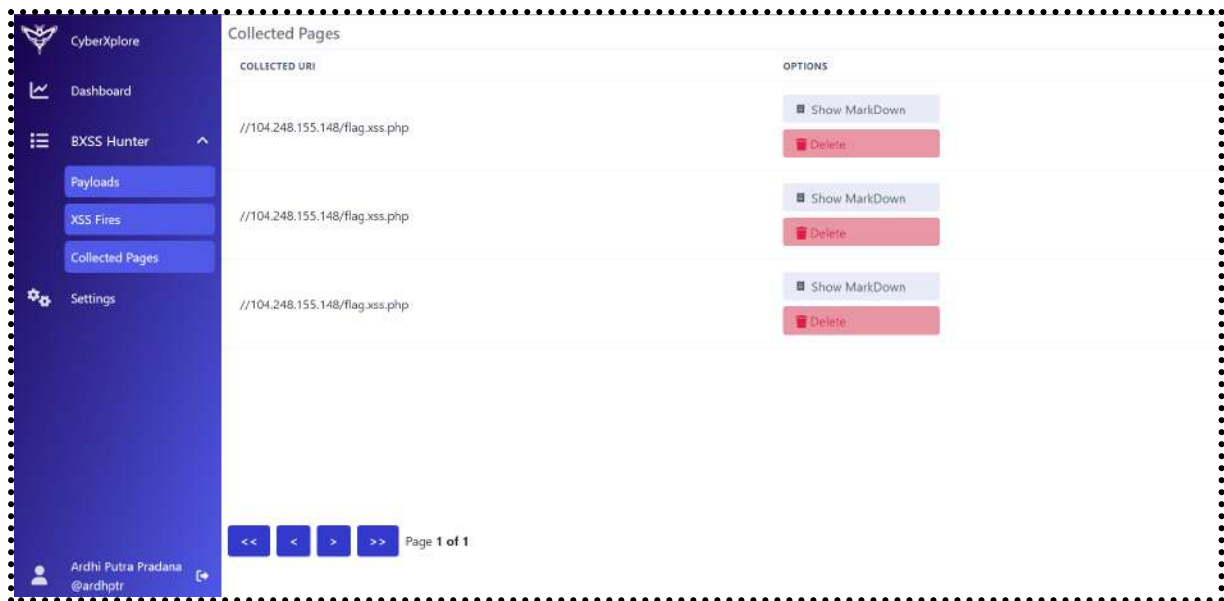 CyberXplore
Dashboard
BXSS Hunter
Payloads
XSS Fires
Collected Pages
Settings
Ardhi Putra Pradana
@ardhptr
Collected Pages
COLLECTED URI
OPTIONS
//104.248.155.148/flag.xss.php
Show MarkDown
Delete
//104.248.155.148/flag.xss.php
Show MarkDown
Delete
//104.248.155.148/flag.xss.php
Show MarkDown
Delete
<< < > >> Page 1 of 1